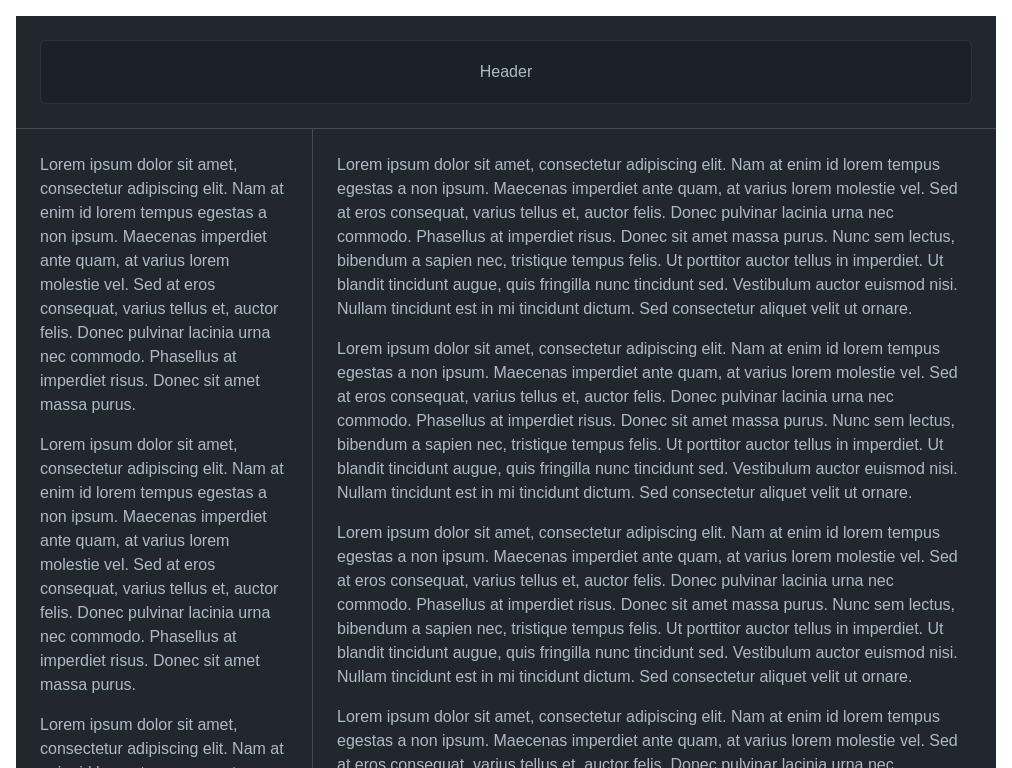 Header
Lorem ipsum dolor sit amet,
consectetur adipiscing elit. Nam at
enim id lorem tempus egestas a
non ipsum. Maecenas imperdiet
ante quam, at varius lorem
molestie vel. Sed at eros
consequat, varius tellus et, auctor
felis. Donec pulvinar lacinia urna
nec commodo. Phasellus at
imperdiet risus. Donec sit amet
massa purus.
Lorem ipsum dolor sit amet,
consectetur adipiscing elit. Nam at
enim id lorem tempus egestas a
non ipsum. Maecenas imperdiet
ante quam, at varius lorem
molestie vel. Sed at eros
consequat, varius tellus et, auctor
felis. Donec pulvinar lacinia urna
nec commodo. Phasellus at
imperdiet risus. Donec sit amet
massa purus.
Lorem ipsum dolor sit amet,
consectetur adipiscing elit. Nam at
Lorem ipsum dolor sit amet, consectetur adipiscing elit. Nam at enim id lorem tempus
egestas a non ipsum. Maecenas imperdiet ante quam, at varius lorem molestie vel. Sed
at eros consequat, varius tellus et, auctor felis. Donec pulvinar lacinia urna nec
commodo. Phasellus at imperdiet risus. Donec sit amet massa purus. Nunc sem lectus,
bibendum a sapien nec, tristique tempus felis. Ut porttitor auctor tellus in imperdiet. Ut
blandit tincidunt augue, quis fringilla nunc tincidunt sed. Vestibulum auctor euismod nisi.
Nullam tincidunt est in mi tincidunt dictum. Sed consectetur aliquet velit ut ornare.
Lorem ipsum dolor sit amet, consectetur adipiscing elit. Nam at enim id lorem tempus
egestas a non ipsum. Maecenas imperdiet ante quam, at varius lorem molestie vel. Sed
at eros consequat, varius tellus et, auctor felis. Donec pulvinar lacinia urna nec
commodo. Phasellus at imperdiet risus. Donec sit amet massa purus. Nunc sem lectus,
bibendum a sapien nec, tristique tempus felis. Ut porttitor auctor tellus in imperdiet. Ut
blandit tincidunt augue, quis fringilla nunc tincidunt sed. Vestibulum auctor euismod nisi.
Nullam tincidunt est in mi tincidunt dictum. Sed consectetur aliquet velit ut ornare.
Lorem ipsum dolor sit amet, consectetur adipiscing elit. Nam at enim id lorem tempus
egestas a non ipsum. Maecenas imperdiet ante quam, at varius lorem molestie vel. Sed
at eros consequat, varius tellus et, auctor felis. Donec pulvinar lacinia urna nec
commodo. Phasellus at imperdiet risus. Donec sit amet massa purus. Nunc sem lectus,
bibendum a sapien nec, tristique tempus felis. Ut porttitor auctor tellus in imperdiet. Ut
blandit tincidunt augue, quis fringilla nunc tincidunt sed. Vestibulum auctor euismod nisi.
Nullam tincidunt est in mi tincidunt dictum. Sed consectetur aliquet velit ut ornare.
Lorem ipsum dolor sit amet, consectetur adipiscing elit. Nam at enim id lorem tempus
egestas a non ipsum. Maecenas imperdiet ante quam, at varius lorem molestie vel. Sed
at eros consequat, varius tellus et, auctor felis. Donec pulvinar lacinia urna nec